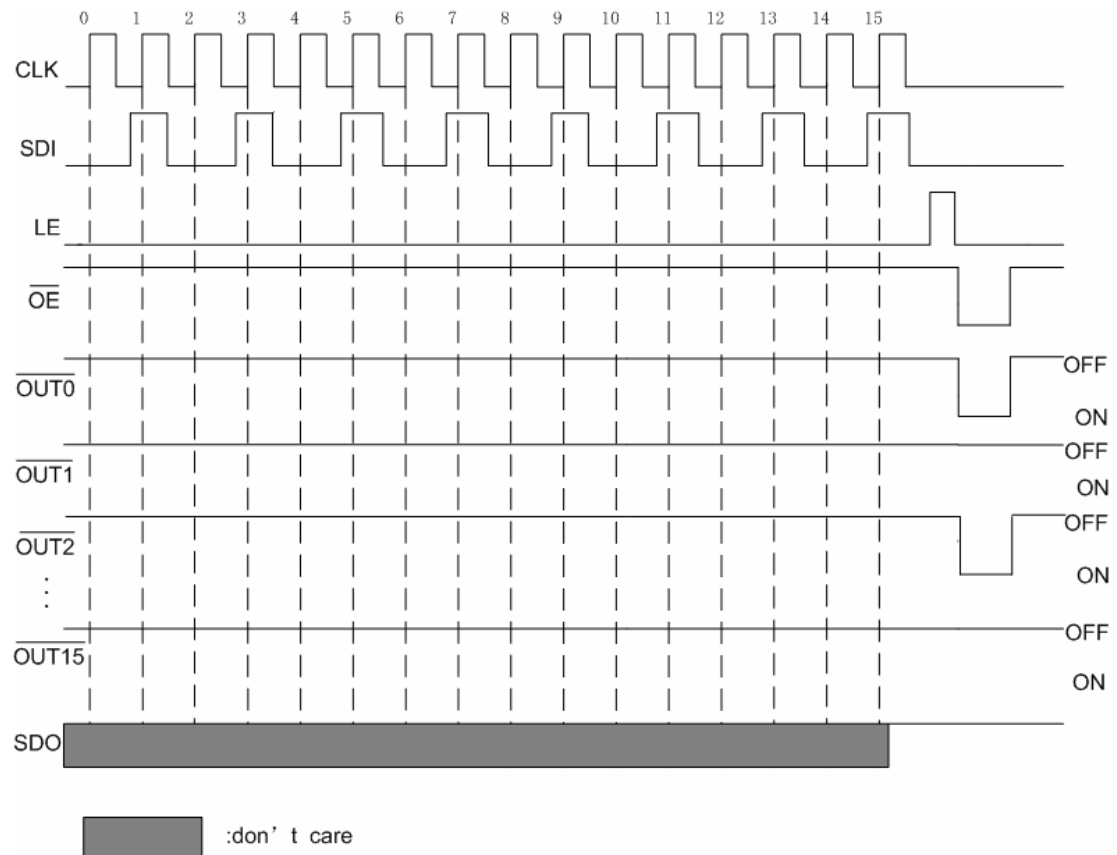 0 1 2 3 4 5 6 7 8 9 10 11 12 13 14 15
CLK
SDI
LE
OE
OUT0
OFF
ON
OUT1
OFF
ON
OUT2
OFF
ON
OUT15
OFF
ON
SDO
:don't care